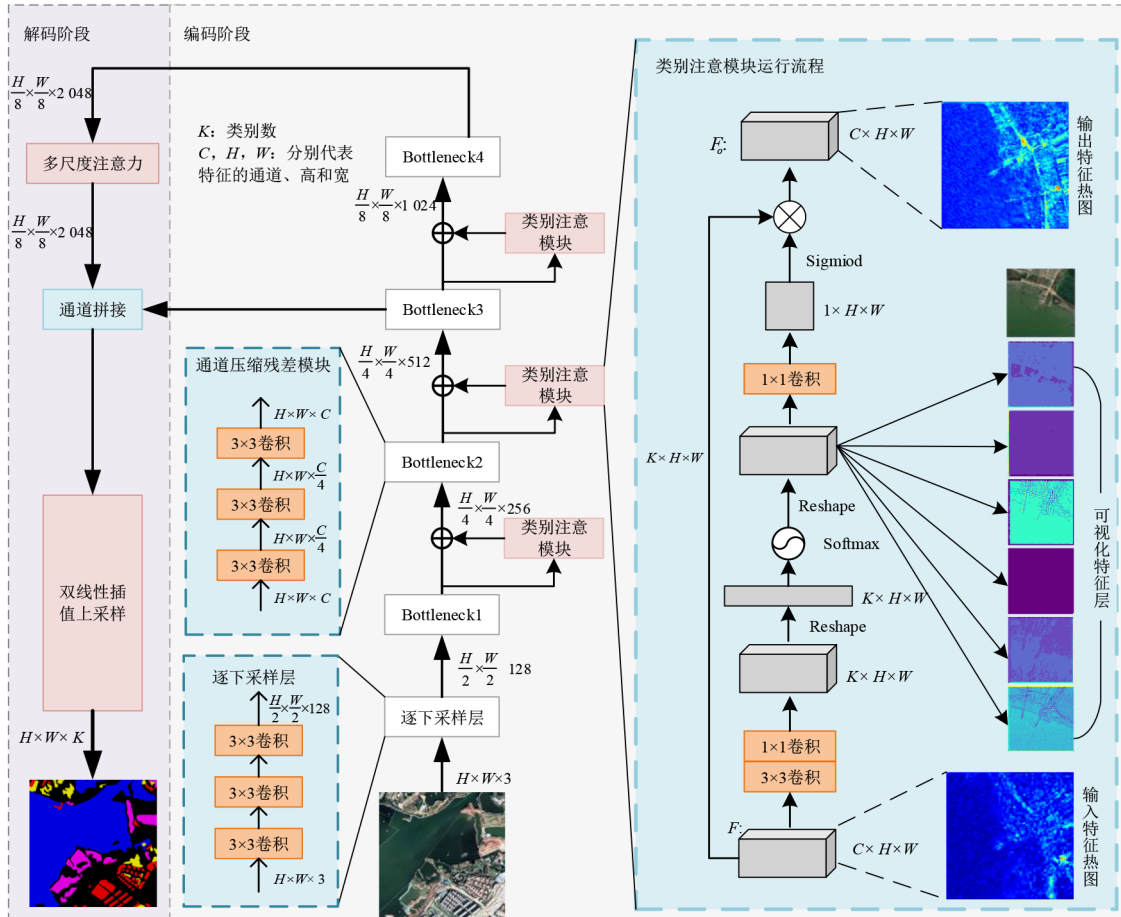 解码阶段
编码阶段
H/8×W/8×2 048
多尺度注意力
H/8×W/8×2 048
通道拼接
双线性插
值上采样
H×W×K
K: 类别数
C, H, W: 分别代表
特征的通道、高和宽
Bottleneck4
H/8×W/8×1 024
类别注意
模块
Bottleneck3
H/4×W/4×512
类别注意
模块
Bottleneck2
H/4×W/4×256
类别注意
模块
Bottleneck1
H/2×W/2 128
逐下采样层
H×W×3
通道压缩残差模块
H×W×C
3×3卷积
H×W×C/4
3×3卷积
H×W×C/4
3×3卷积
H×W×C
逐下采样层
H/2×W/2×128
3×3卷积
3×3卷积
3×3卷积
H×W×3
类别注意模块运行流程
Fo:
C×H×W
输出特征热图
Sigmiod
1×H×W
1×1卷积
K×H×W
Reshape
Softmax
K×H×W
Reshape
K×H×W
1×1卷积
3×3卷积
F:
C×H×W
可视化特征层
输入特征热图